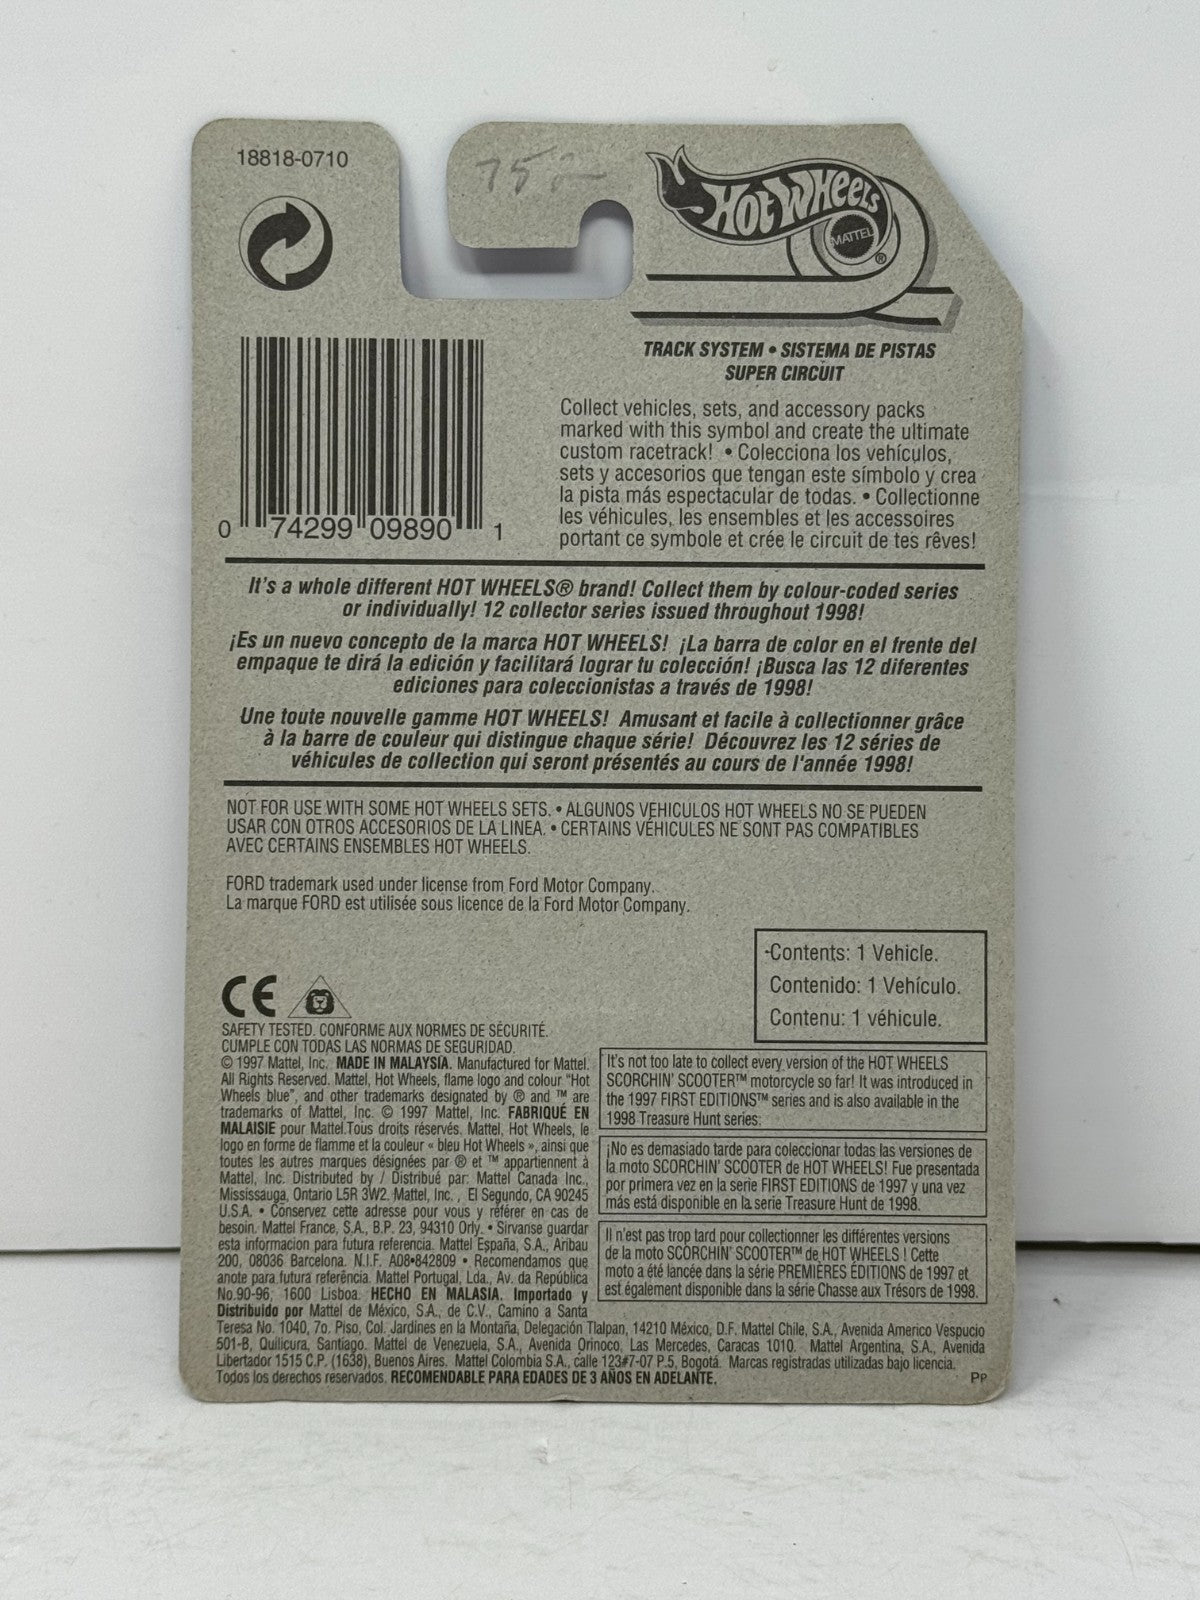 18818-0710
75
HOT WHEELS
MATTEL
®
TRACK SYSTEM • SISTEMA DE PISTAS
SUPER CIRCUIT
Collect vehicles, sets, and accessory packs
marked with this symbol and create the ultimate
custom racetrack! • Colecciona los vehículos,
sets y accesorios que tengan este símbolo y crea
la pista más espectacular de todas. • Collectionne
les véhicules, les ensembles et les accessoires
portant ce symbole et crée le circuit de tes rêves!
0 74299 09890 1
It's a whole different HOT WHEELS® brand! Collect them by colour-coded series
or individually! 12 collector series issued throughout 1998!
¡Es un nuevo concepto de la marca HOT WHEELS! ¡La barra de color en el frente del
empaque te dirá la edición y facilitará lograr tu colección! ¡Busca las 12 diferentes
ediciones para coleccionistas a través de 1998!
Une toute nouvelle gamme HOT WHEELS! Amusant et facile à collectionner grâce
à la barre de couleur qui distingue chaque série! Découvrez les 12 séries de
véhicules de collection qui seront présentés au cours de l'année 1998!
NOT FOR USE WITH SOME HOT WHEELS SETS. • ALGUNOS VEHICULOS HOT WHEELS NO SE PUEDEN
USAR CON OTROS ACCESORIOS DE LA LINEA. • CERTAINS VÉHICULES NE SONT PAS COMPATIBLES
AVEC CERTAINS ENSEMBLES HOT WHEELS.
FORD trademark used under license from Ford Motor Company.
La marque FORD est utilisée sous licence de la Ford Motor Company.
Contents: 1 Vehicle.
Contenido: 1 Vehículo.
Contenu: 1 véhicule.
CE
SAFETY TESTED. CONFORME AUX NORMES DE SÉCURITÉ.
CUMPLE CON TODAS LAS NORMAS DE SEGURIDAD.
© 1997 Mattel, Inc. MADE IN MALAYSIA. Manufactured for Mattel.
All Rights Reserved. Mattel, Hot Wheels, flame logo and colour "Hot
Wheels blue", and other trademarks designated by ® and ™ are
trademarks of Mattel, Inc. © 1997 Mattel, Inc. FABRIQUÉ EN
MALAISIE pour Mattel.Tous droits réservés. Mattel, Hot Wheels, le
logo en forme de flamme et la couleur « bleu Hot Wheels », ainsi que
toutes les autres marques désignées par ® et ™ appartiennent à
Mattel, Inc. Distributed by / Distribué par: Mattel Canada Inc.,
Mississauga, Ontario L5R 3W2. Mattel, Inc., El Segundo, CA 90245
U.S.A. • Conservez cette adresse pour vous y référer en cas de
besoin. Mattel France, S.A., B.P. 23, 94310 Orly. • Sirvanse guardar
esta informacion para futura referencia. Mattel España, S.A., Aribau
200, 08036 Barcelona. N.I.F. A08•842809 • Recomendamos que
anote para futura referência. Mattel Portugal, Lda., Av. da República
No.90-96, 1600 Lisboa. HECHO EN MALASIA. Importado y
Distribuido por Mattel de México, S.A., de C.V., Camino a Santa
Teresa No. 1040, 7o. Piso, Col. Jardines en la Montaña, Delegación Tlalpan, 14210 México, D.F. Mattel Chile, S.A., Avenida Americo Vespucio
501-B, Quilicura, Santiago. Mattel de Venezuela, S.A., Avenida Orinoco, Las Mercedes, Caracas 1010. Mattel Argentina, S.A., Avenida
Libertador 1515 C.P. (1638), Buenos Aires. Mattel Colombia S.A., calle 123#7-07 P.5, Bogotá. Marcas registradas utilizadas bajo licencia.
Todos los derechos reservados. RECOMENDABLE PARA EDADES DE 3 AÑOS EN ADELANTE.
It's not too late to collect every version of the HOT WHEELS
SCORCHIN' SCOOTER™ motorcycle so far! It was introduced in
the 1997 FIRST EDITIONS™ series and is also available in the
1998 Treasure Hunt series.
¡No es demasiado tarde para coleccionar todas las versiones de
la moto SCORCHIN' SCOOTER de HOT WHEELS! Fue presentada
por primera vez en la serie FIRST EDITIONS de 1997 y una vez
más está disponible en la serie Treasure Hunt de 1998.
Il n'est pas trop tard pour collectionner les différentes versions
de la moto SCORCHIN' SCOOTER™ de HOT WHEELS ! Cette
moto a été lancée dans la série PREMIÈRES ÉDITIONS de 1997 et
est également disponible dans la série Chasse aux Trésors de 1998.
PP